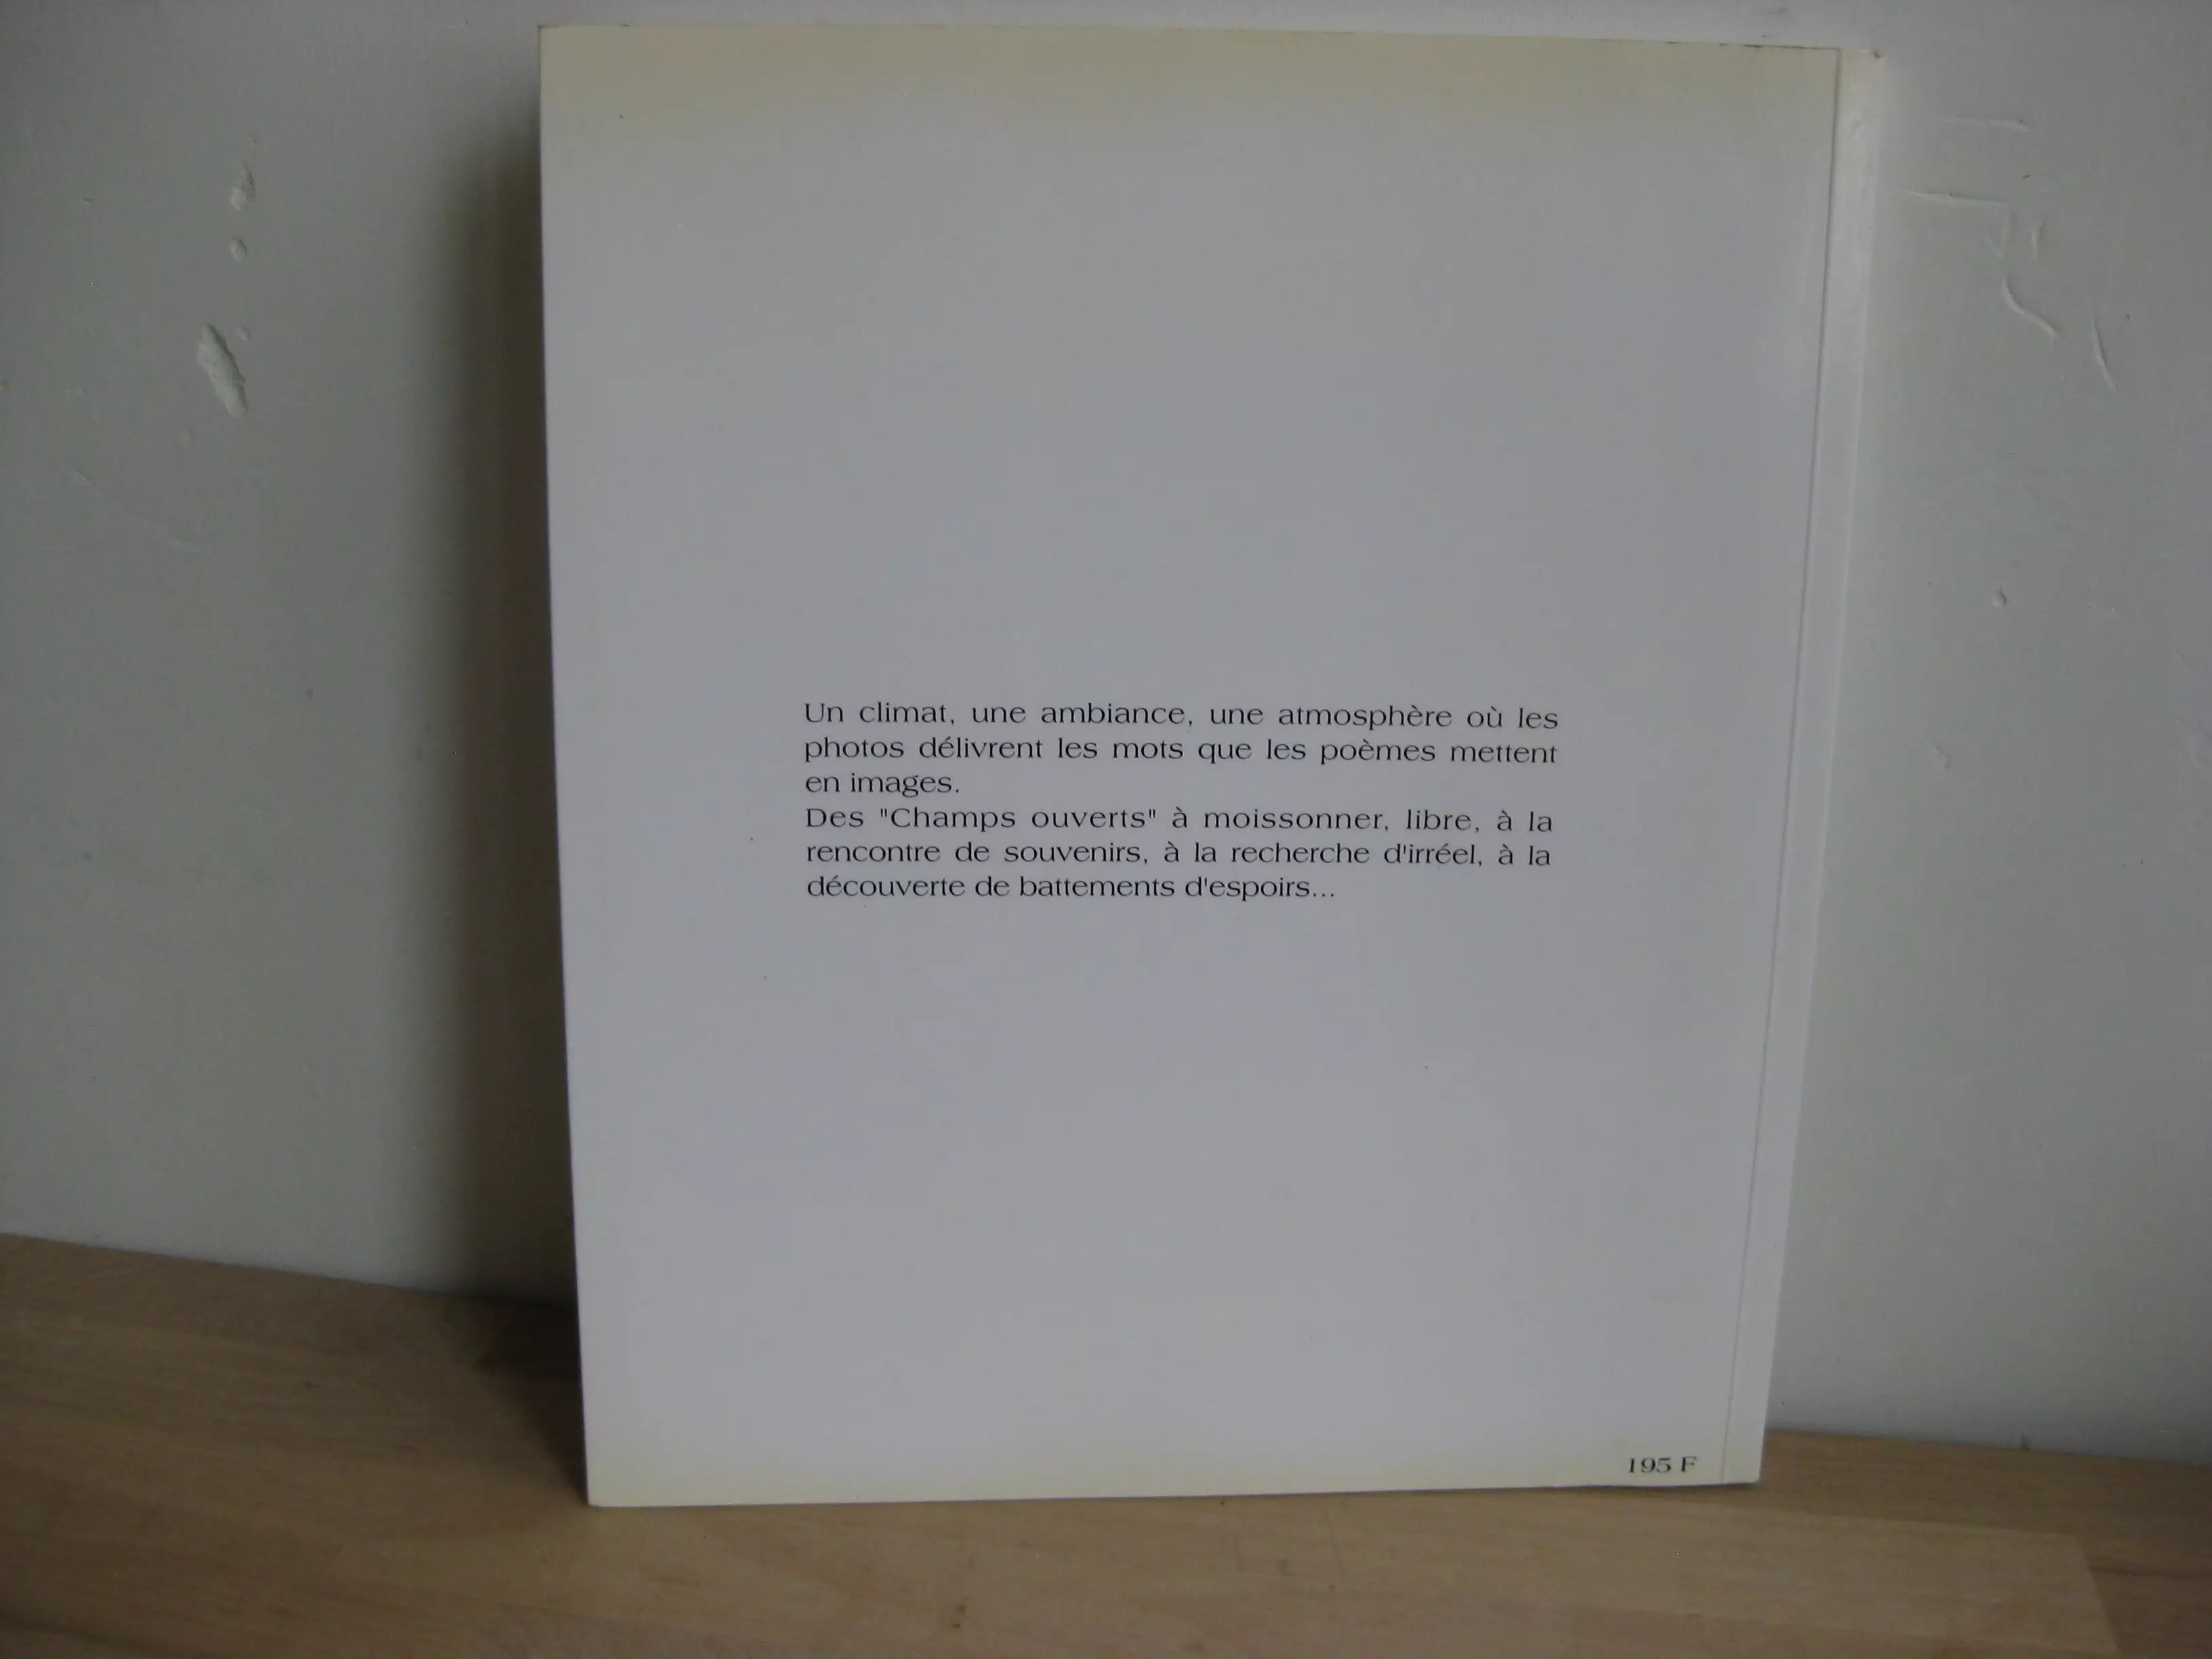 Un climat, une ambiance, une atmosphère où les
photos délivrent les mots que les poèmes mettent
en images.
Des "Champs ouverts" à moissonner, libre, à la
rencontre de souvenirs, à la recherche d'irréel, à la
découverte de battements d'espoirs...
195 F